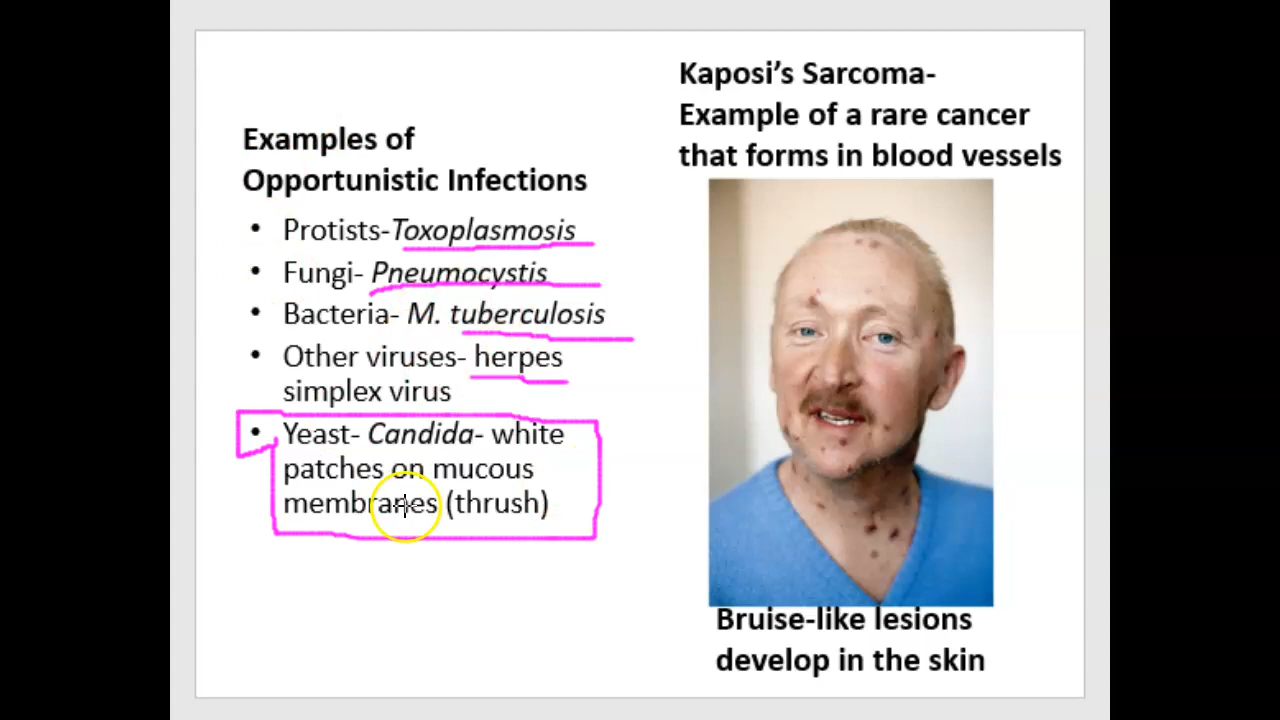 Examples of
Opportunistic Infections
• Protists-Toxoplasmosis
• Fungi- Pneumocystis
• Bacteria- M. tuberculosis
• Other viruses- herpes
simplex virus
• Yeast- Candida- white
patches on mucous
membranes (thrush)
Kaposi’s Sarcoma-
Example of a rare cancer
that forms in blood vessels
Bruise-like lesions
develop in the skin